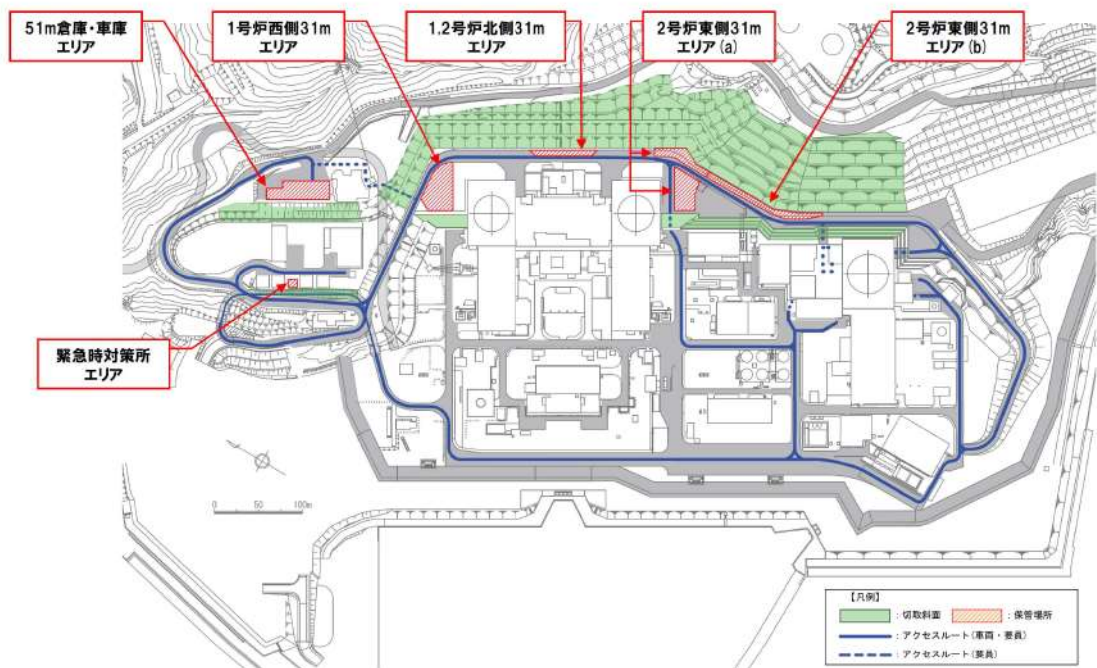 51m倉庫・車庫
エリア
1号炉西側31m
エリア
1,2号炉北側31m
エリア
2号炉東側31m
エリア(a)
2号炉東側31m
エリア(b)
緊急時対策所
エリア
0 50 100m
【凡例】
:切取斜面
:保管場所
:アクセスルート(車両・要員)
:アクセスルート(要員)